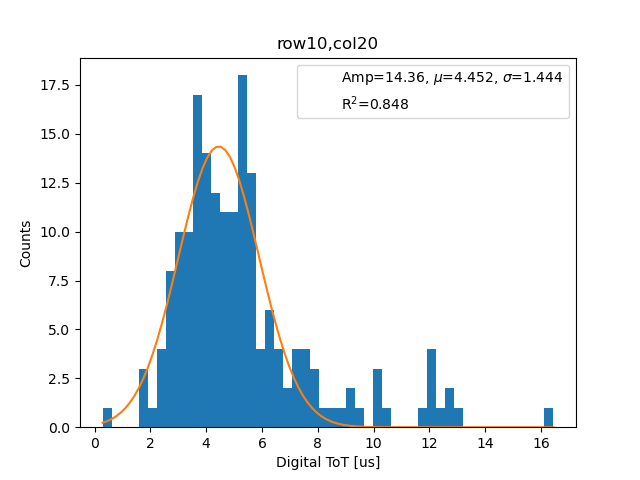 row10,col20
Amp=14.36, μ=4.452, σ=1.444
R²=0.848
Counts
17.5
15.0
12.5
10.0
7.5
5.0
2.5
0.0
0 2 4 6 8 10 12 14 16
Digital ToT [us]